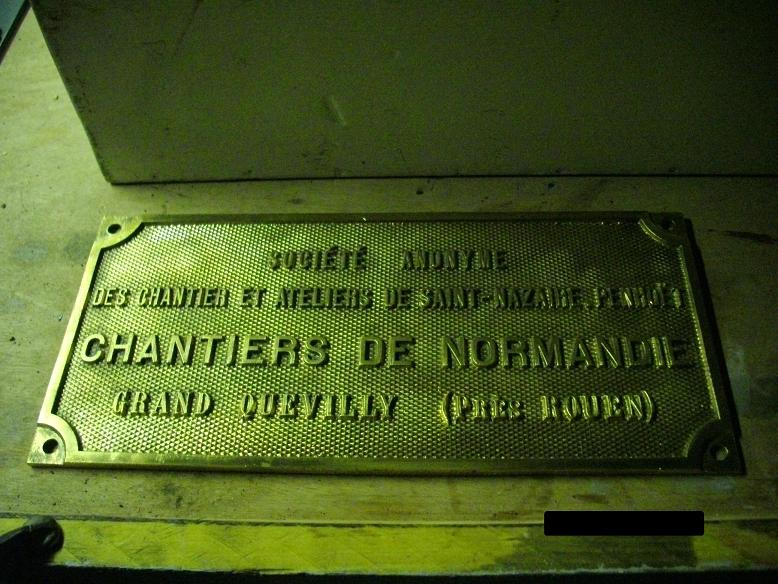 SOCIÉTÉ ANONYME
DES CHANTIER ET ATELIERS DE SAINT-NAZAIRE PENHOËT
CHANTIERS DE NORMANDIE
GRAND QUEVILLY (PRÈS ROUEN)